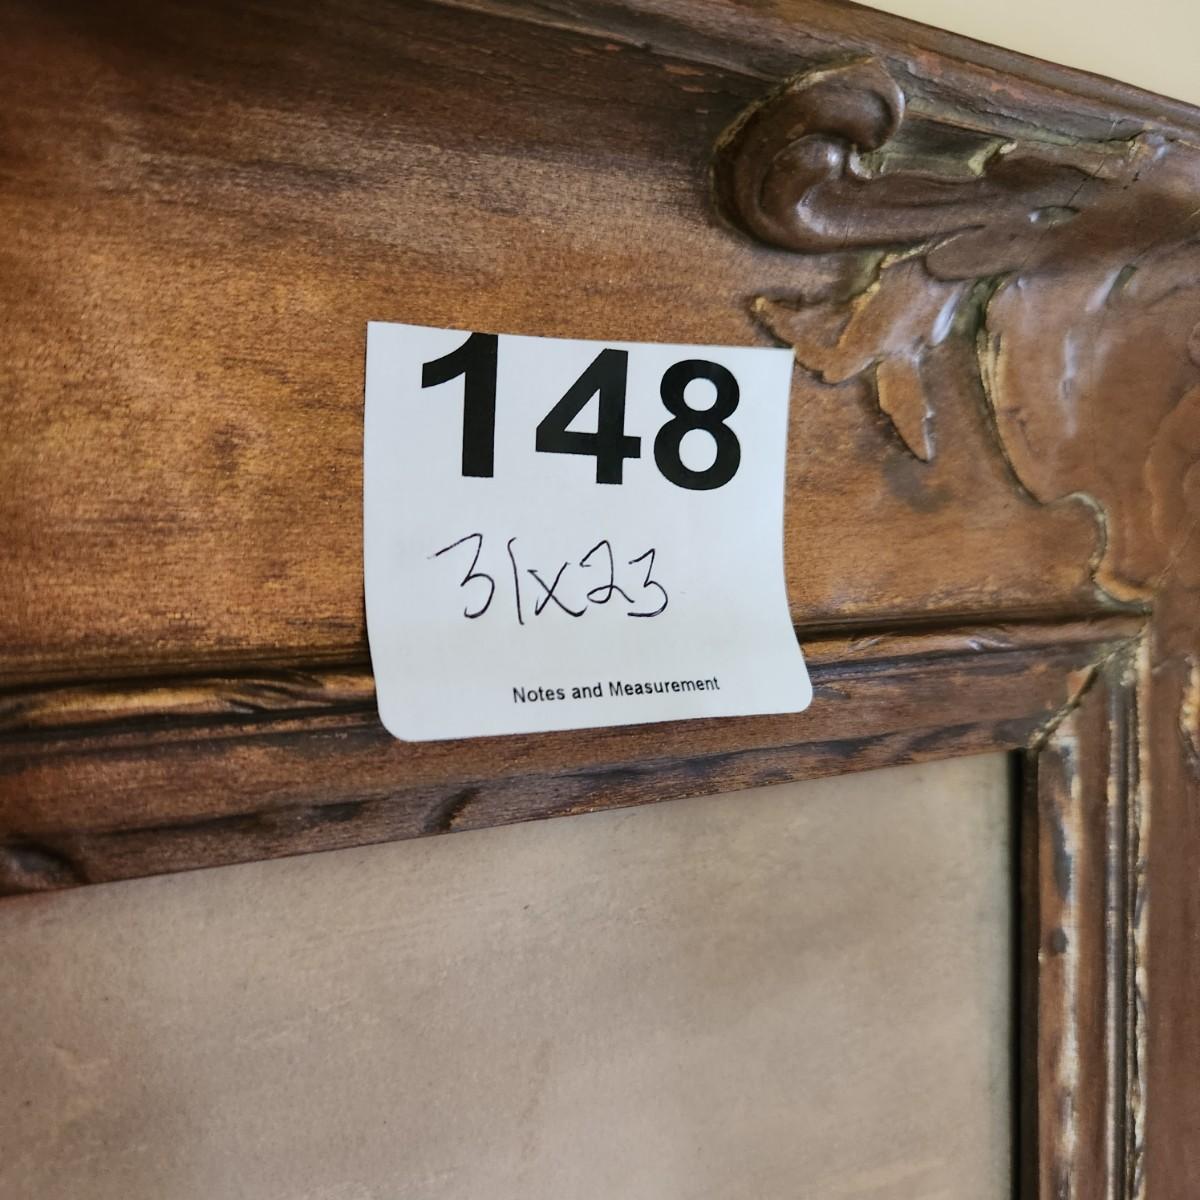 148
31x23
Notes and Measurement